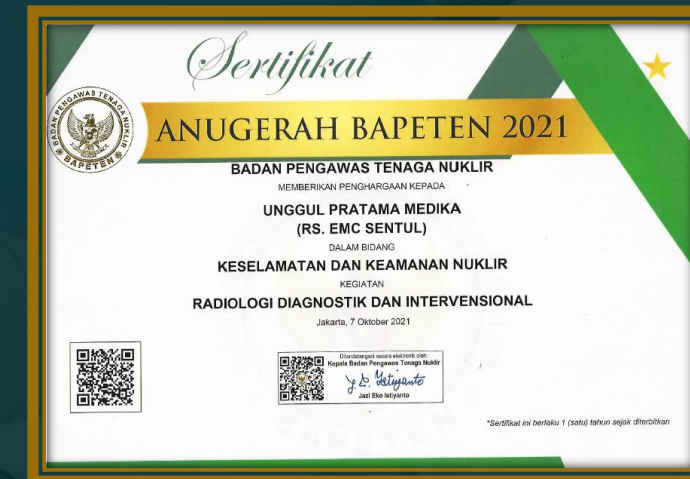 Sertifikat
ANUGERAH BAPETEN 2021
BADAN PENGAWAS TENAGA NUKLIR
BAPETEN
BADAN PENGAWAS TENAGA NUKLIR
MEMBERIKAN PENGHARGAAN KEPADA
UNGGUL PRATAMA MEDIKA
(RS. EMC SENTUL)
DALAM BIDANG
KESELAMATAN DAN KEAMANAN NUKLIR
KEGIATAN
RADIOLOGI DIAGNOSTIK DAN INTERVENSIONAL
Jakarta, 7 Oktober 2021
Ditandatangani secara elektronik oleh:
Kepala Badan Pengawas Tenaga Nuklir
J. E. Istiyanto
Jazi Eko Istiyanto
*Sertifikat ini berlaku 1 (satu) tahun sejak diterbitkan
BAPETEN